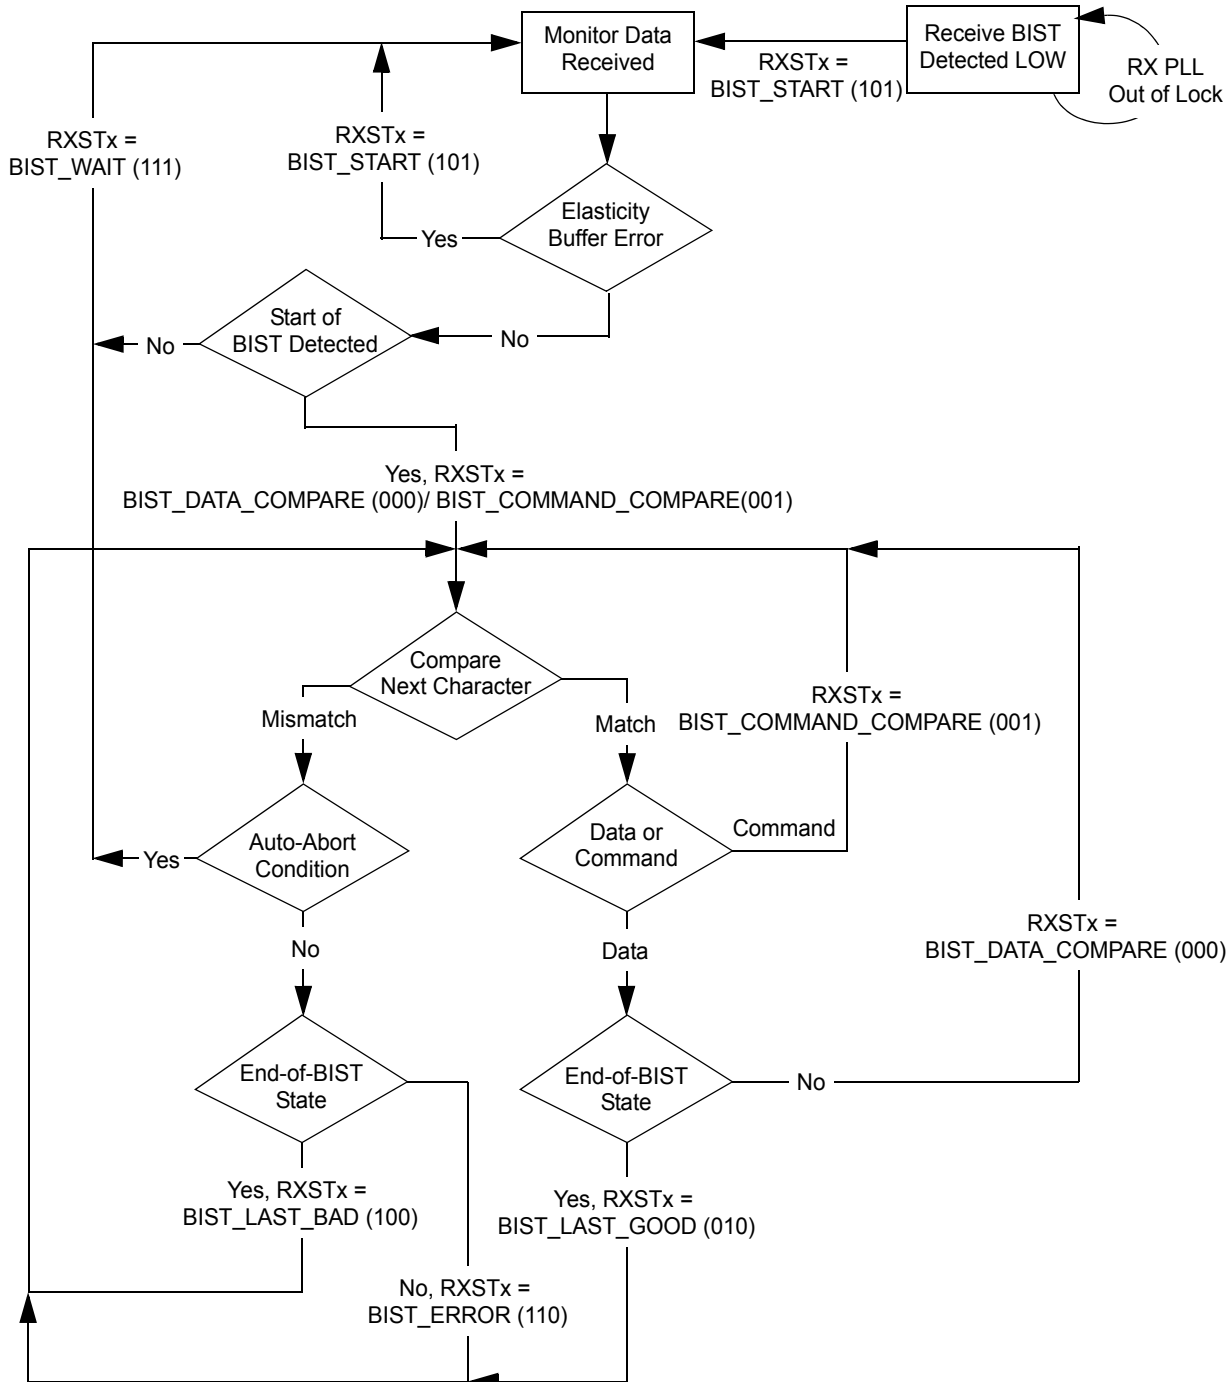 Monitor Data
Received
Receive BIST
Detected LOW
RX PLL
Out of Lock
RXSTx =
BIST_START (101)
RXSTx =
BIST_WAIT (111)
RXSTx =
BIST_START (101)
Elasticity
Buffer Error
Yes
Start of
BIST Detected
No
No
Yes, RXSTx =
BIST_DATA_COMPARE (000)/ BIST_COMMAND_COMPARE(001)
Compare
Next Character
Mismatch
Match
RXSTx =
BIST_COMMAND_COMPARE (001)
Auto-Abort
Condition
Yes
Data or
Command
Command
No
Data
RXSTx =
BIST_DATA_COMPARE (000)
End-of-BIST
State
End-of-BIST
State
No
Yes, RXSTx =
BIST_LAST_BAD (100)
Yes, RXSTx =
BIST_LAST_GOOD (010)
No, RXSTx =
BIST_ERROR (110)